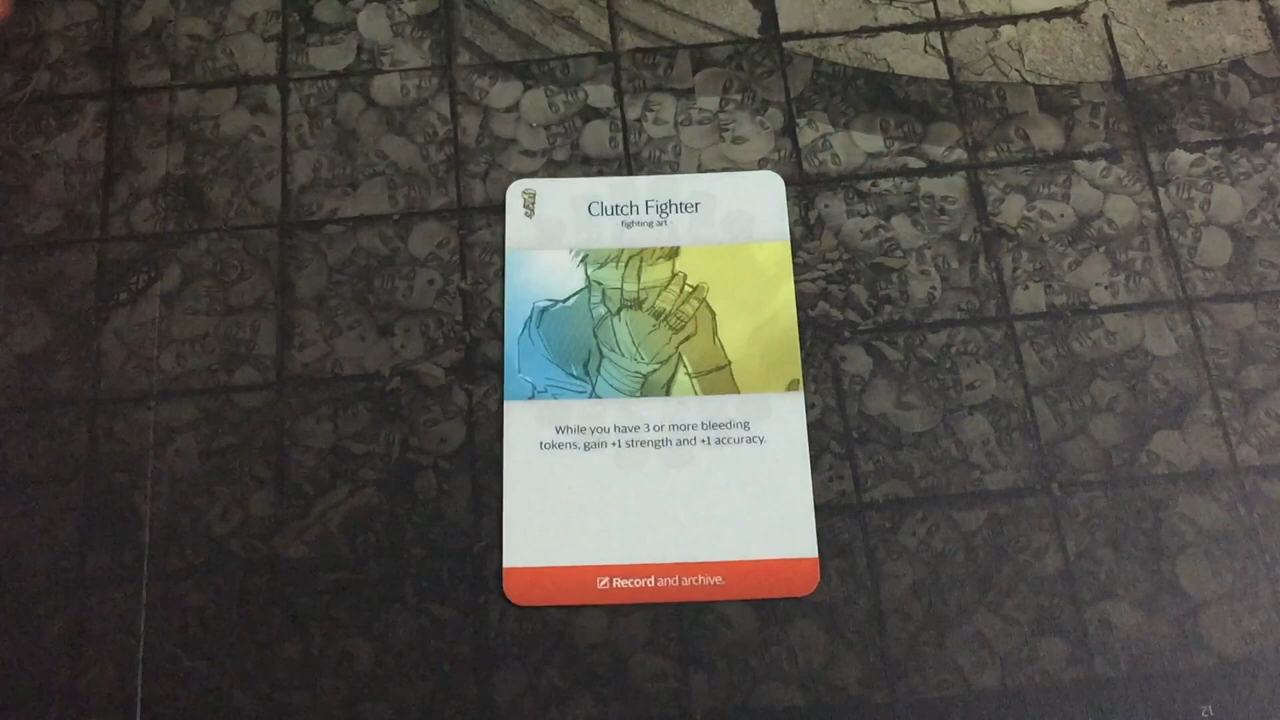 Clutch Fighter
fighting art
While you have 3 or more bleeding
tokens, gain +1 strength and +1 accuracy.
Record and archive.
12